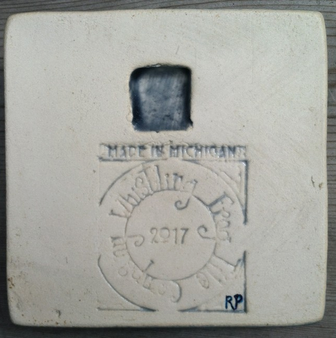 MADE IN MICHIGAN
Whistling Frog Tile Company
2017
RP